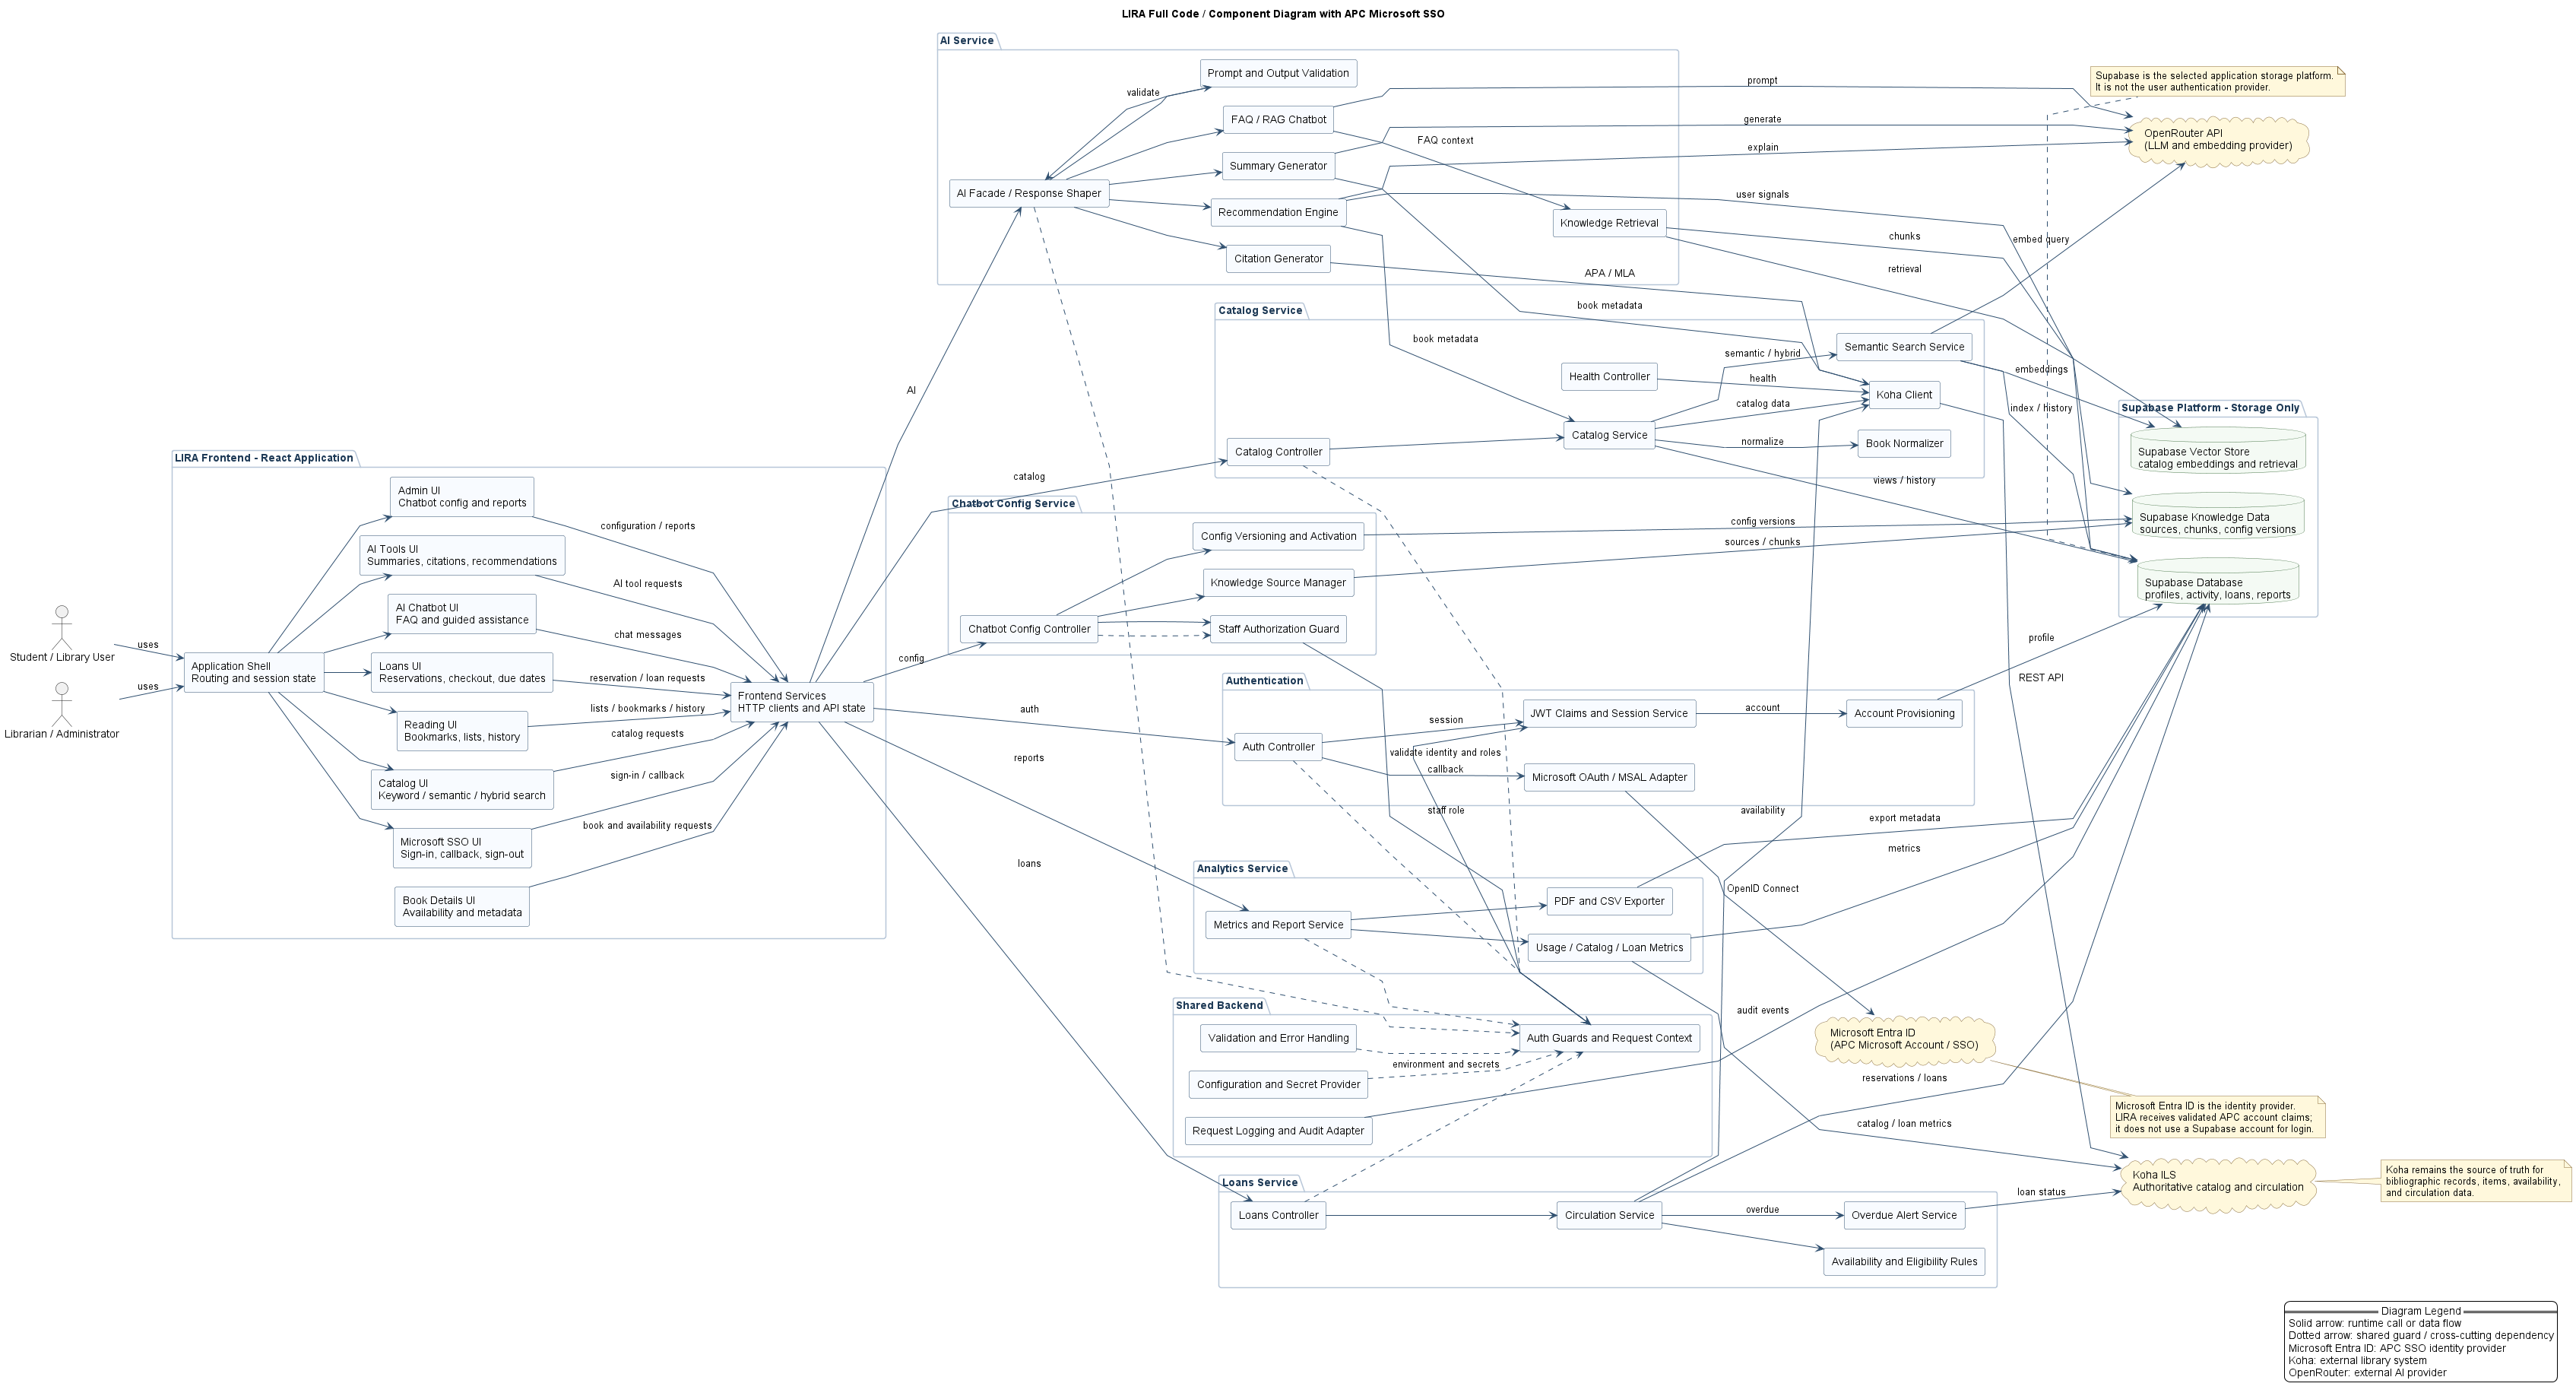 LIRA Full Code / Component Diagram with APC Microsoft SSO
AI Service
Prompt and Output Validation
validate
FAQ / RAG Chatbot
Summary Generator
AI Facade / Response Shaper
Recommendation Engine
Citation Generator
Knowledge Retrieval
prompt
generate
FAQ context
explain
user signals
chunks
retrieval
embed query
APA / MLA
book metadata
book metadata
Supabase is the selected application storage platform.
It is not the user authentication provider.
OpenRouter API
(LLM and embedding provider)
Catalog Service
Semantic Search Service
semantic / hybrid
Health Controller
health
Koha Client
catalog data
Catalog Service
normalize
Book Normalizer
Catalog Controller
views / history
embeddings
index / history
Supabase Platform - Storage Only
Supabase Vector Store
catalog embeddings and retrieval
Supabase Knowledge Data
sources, chunks, config versions
Supabase Database
profiles, activity, loans, reports
AI
catalog
LIRA Frontend - React Application
Admin UI
Chatbot config and reports
configuration / reports
AI Tools UI
Summaries, citations, recommendations
AI tool requests
AI Chatbot UI
FAQ and guided assistance
chat messages
Student / Library User
uses
Application Shell
Routing and session state
Loans UI
Reservations, checkout, due dates
reservation / loan requests
Frontend Services
HTTP clients and API state
Librarian / Administrator
uses
Reading UI
Bookmarks, lists, history
lists / bookmarks / history
Catalog UI
Keyword / semantic / hybrid search
catalog requests
Microsoft SSO UI
Sign-in, callback, sign-out
sign-in / callback
Book Details UI
Availability and metadata
book and availability requests
Chatbot Config Service
Config Versioning and Activation
config versions
Knowledge Source Manager
sources / chunks
Chatbot Config Controller
Staff Authorization Guard
config
Authentication
auth
Auth Controller
session
JWT Claims and Session Service
account
Account Provisioning
profile
validate identity and roles
callback
Microsoft OAuth / MSAL Adapter
REST API
reports
staff role
availability
export metadata
metrics
Analytics Service
PDF and CSV Exporter
Metrics and Report Service
Usage / Catalog / Loan Metrics
OpenID Connect
loans
Shared Backend
Validation and Error Handling
Auth Guards and Request Context
environment and secrets
Configuration and Secret Provider
Request Logging and Audit Adapter
audit events
Microsoft Entra ID
(APC Microsoft Account / SSO)
reservations / loans
Microsoft Entra ID is the identity provider.
LIRA receives validated APC account claims;
it does not use a Supabase account for login.
catalog / loan metrics
Koha ILS
Authoritative catalog and circulation
Koha remains the source of truth for
bibliographic records, items, availability,
and circulation data.
Loans Service
Loans Controller
Circulation Service
overdue
Overdue Alert Service
loan status
Availability and Eligibility Rules
Diagram Legend
Solid arrow: runtime call or data flow
Dotted arrow: shared guard / cross-cutting dependency
Microsoft Entra ID: APC SSO identity provider
Koha: external library system
OpenRouter: external AI provider